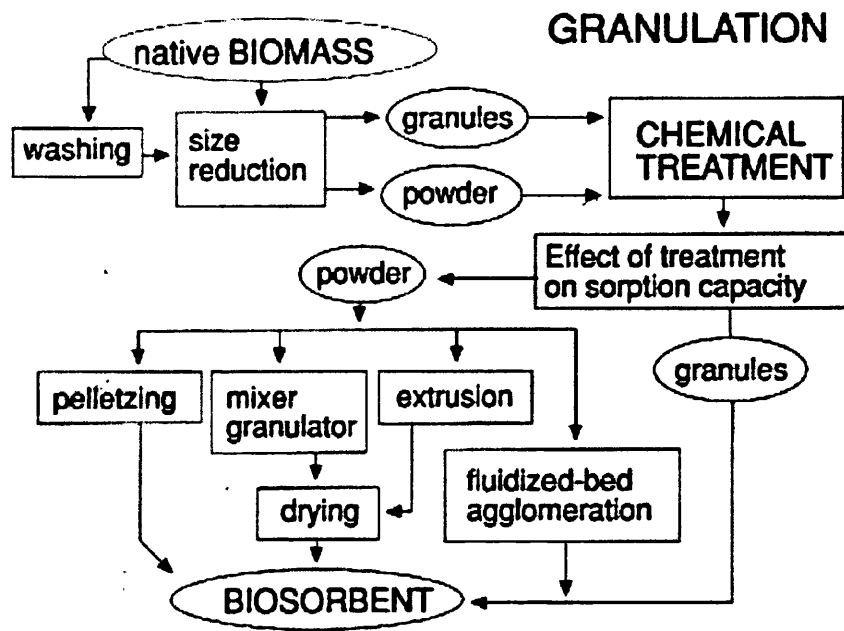 GRANULATION
native BIOMASS
washing
size
reduction
granules
powder
CHEMICAL
TREATMENT
Effect of treatment
on sorption capacity
powder
granules
pelletzing
mixer
granulator
extrusion
fluidized-bed
agglomeration
drying
BIOSORBENT